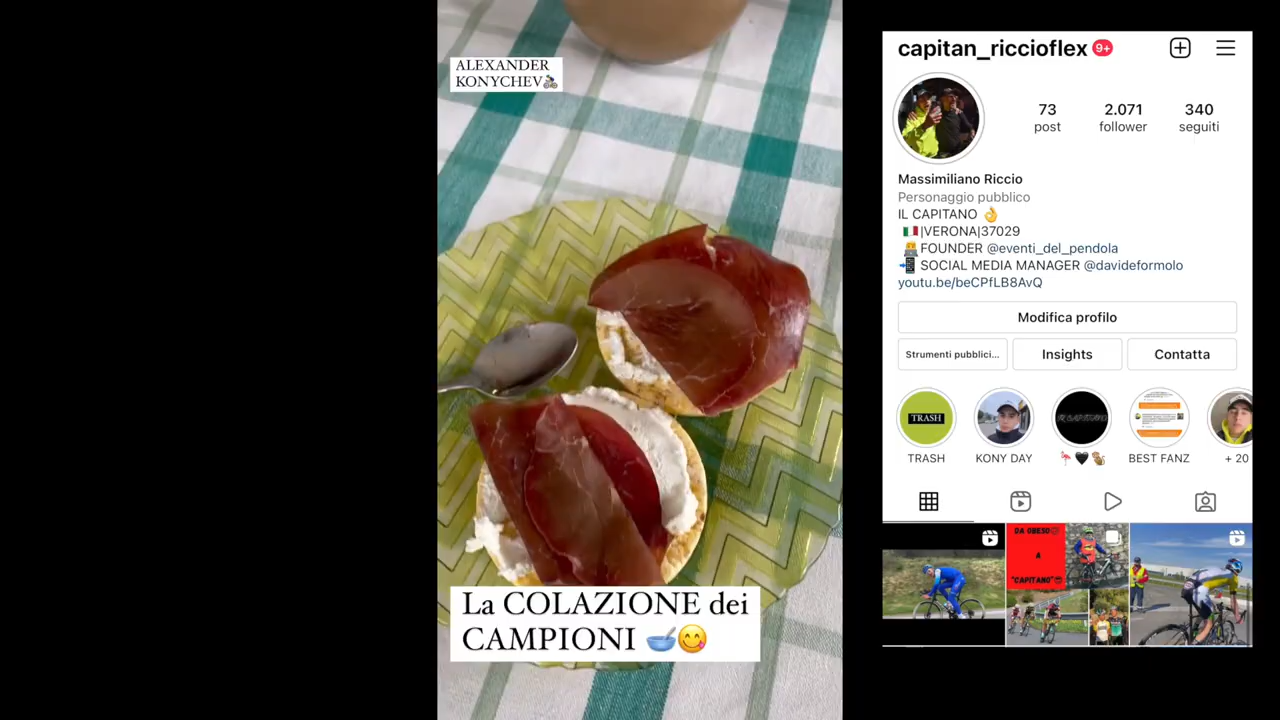 ALEXANDER
KONYCHEV🚴
La COLAZIONE dei
CAMPIONI 🥣😋
capitan_riccioflex 9+
73 2.071 340
post follower seguiti
Massimiliano Riccio
Personaggio pubblico
IL CAPITANO 👌
🇮🇹|VERONA|37029
👨‍💻FOUNDER @eventi_del_pendola
📲SOCIAL MEDIA MANAGER @davideformolo
youtu.be/beCPfLB8AvQ
Modifica profilo
Strumenti pubblici... Insights Contatta
TRASH
IL CAPITANO
TRASH KONY DAY 🦩🖤👏 BEST FANZ + 20
DA OBESO
A
"CAPITANO"